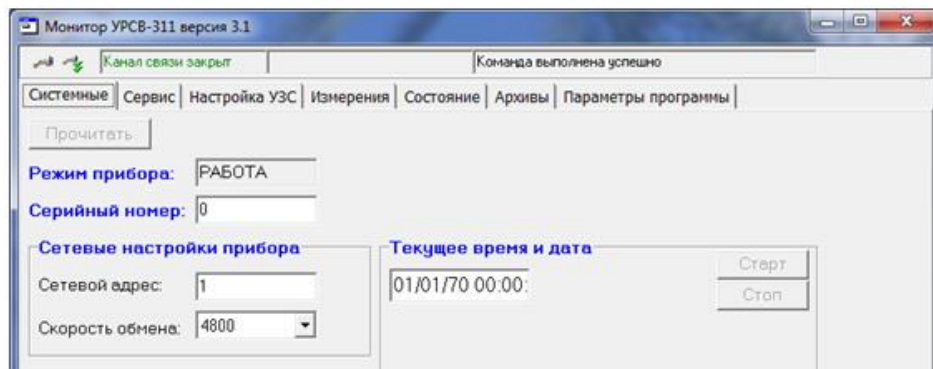 Монитор УРСВ-311 версия 3.1
Канал связи закрыт Команда выполнена успешно
Системные Сервис Настройка УЗС Измерения Состояние Архивы Параметры программы
Прочитать
Режим прибора: РАБОТА
Серийный номер: 0
Сетевые настройки прибора
Сетевой адрес: 1
Скорость обмена: 4800
Текущее время и дата
01/01/70 00:00:
Старт
Стоп